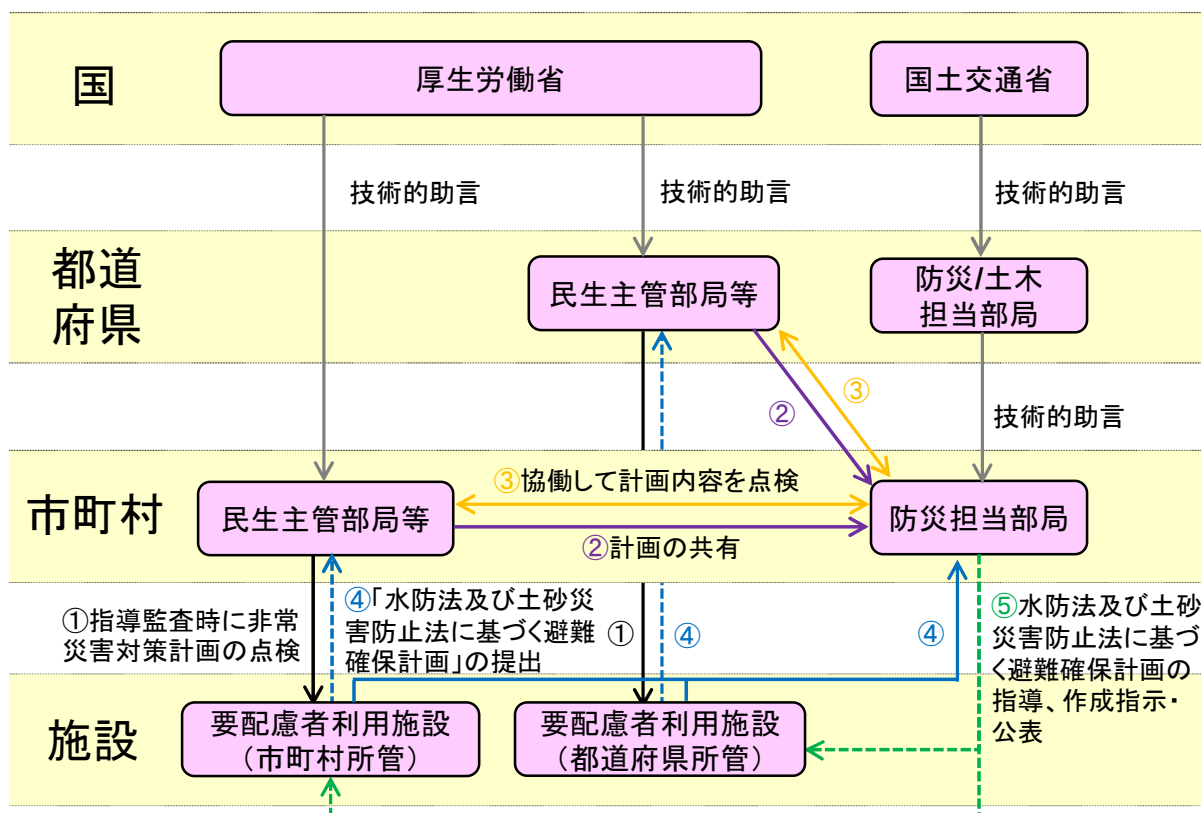 国
厚生労働省
国土交通省
技術的助言
技術的助言
技術的助言
都道
府県
民生主管部局等
防災/土木
担当部局
③
②
技術的助言
市町村
民生主管部局等
③協働して計画内容を点検
②計画の共有
防災担当部局
①指導監査時に非常
災害対策計画の点検
④「水防法及び土砂災
害防止法に基づく避難
確保計画」の提出
①
④
④
⑤水防法及び土砂
災害防止法に基づ
く避難確保計画の
指導、作成指示・
公表
施設
要配慮者利用施設
（市町村所管）
要配慮者利用施設
（都道府県所管）